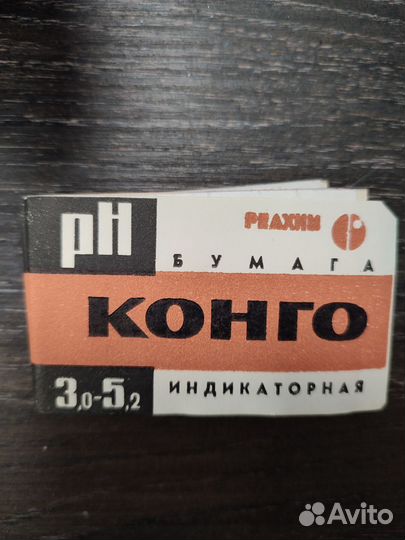 pH
РЕАХИМ
БУМАГА
КОНГО
3,0-5,2
ИНДИКАТОРНАЯ
Avito